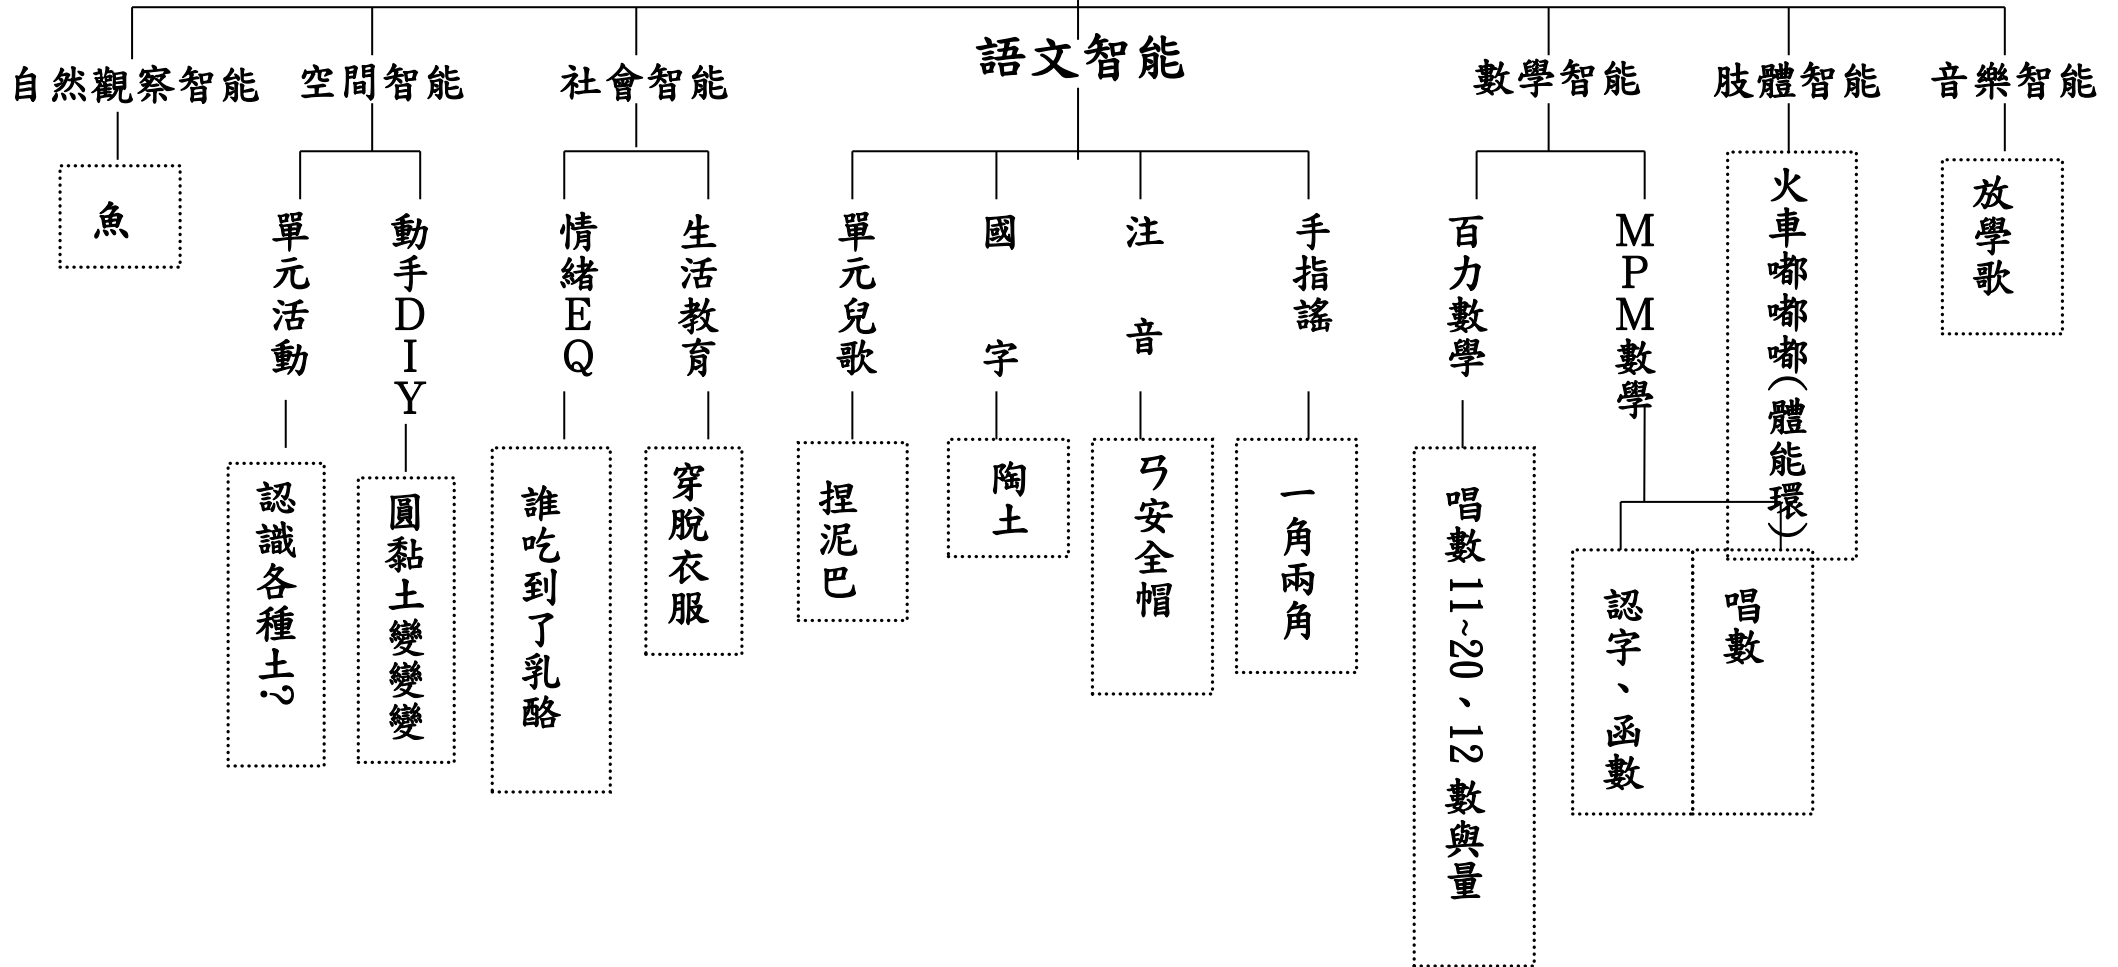 自然觀察智能
空間智能
社會智能
語文智能
數學智能
肢體智能
音樂智能
魚
單元活動
動手DIY
情緒EQ
生活教育
單元兒歌
國字
注音
手指謠
百力數學
MPM數學
火車嘟嘟嘟(體能環)
放學歌
認識各種土?
圓黏土變變變
誰吃到了乳酪
穿脫衣服
捏泥巴
陶土
ㄢ安全帽
一角兩角
唱數11~20、12數與量
認字、函數
唱數